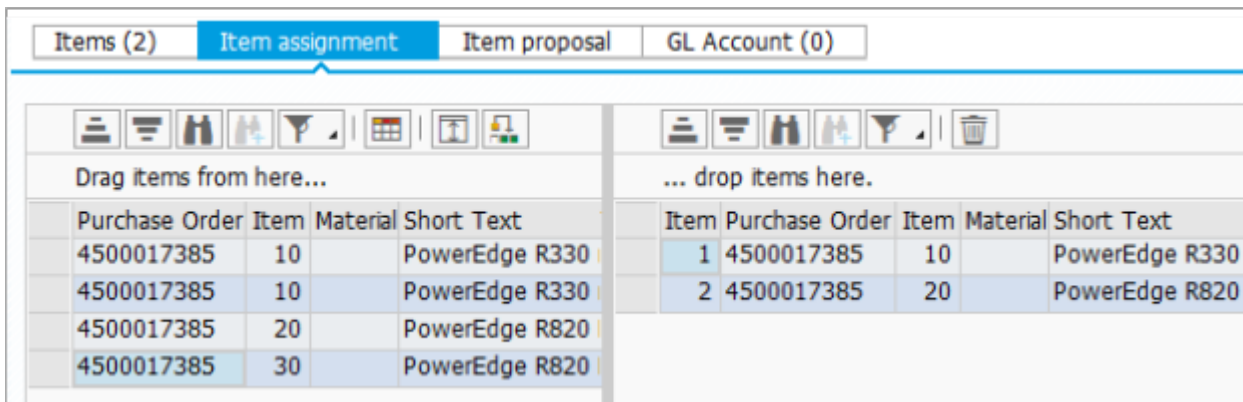 Items (2) Item assignment Item proposal GL Account (0)
Drag items from here... ... drop items here.
Purchase Order Item Material Short Text Item Purchase Order Item Material Short Text
4500017385 10 PowerEdge R330 1 4500017385 10 PowerEdge R330
4500017385 10 PowerEdge R330 2 4500017385 20 PowerEdge R820
4500017385 20 PowerEdge R820
4500017385 30 PowerEdge R820